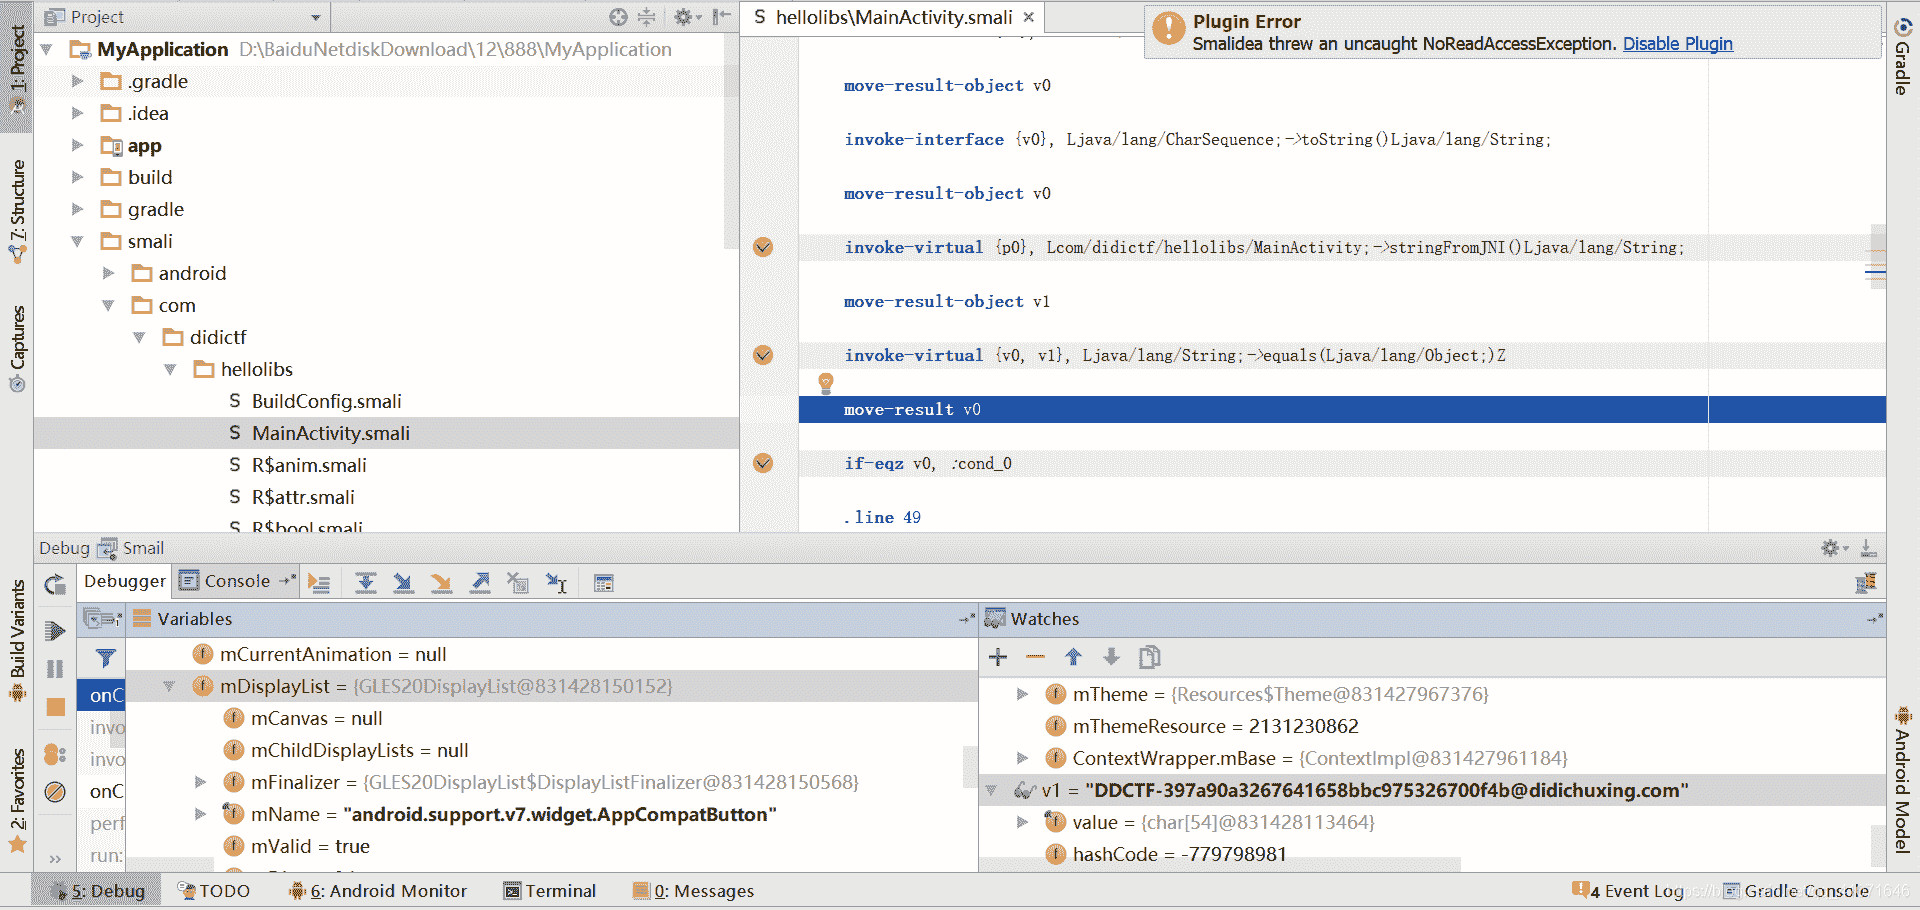 Project
hellolibs\MainActivity.smali
Plugin Error
Smalidea threw an uncaught NoReadAccessException. Disable Plugin
1: Project
7: Structure
Captures
Build Variants
2: Favorites
Gradle
Android Model
MyApplication D:\BaiduNetdiskDownload\12\888\MyApplication
.gradle
.idea
app
build
gradle
smali
android
com
didictf
hellolibs
S BuildConfig.smali
S MainActivity.smali
S R$anim.smali
S R$attr.smali
S R$bool.smali
move-result-object v0
invoke-interface {v0}, Ljava/lang/CharSequence;->toString()Ljava/lang/String;
move-result-object v0
invoke-virtual {p0}, Lcom/didictf/hellolibs/MainActivity;->stringFromJNI()Ljava/lang/String;
move-result-object v1
invoke-virtual {v0, v1}, Ljava/lang/String;->equals(Ljava/lang/Object;)Z
move-result v0
if-eqz v0, :cond_0
.line 49
Debug Smail
Debugger
Console
Variables
mCurrentAnimation = null
mDisplayList = {GLES20DisplayList@831428150152}
mCanvas = null
mChildDisplayLists = null
mFinalizer = {GLES20DisplayList$DisplayListFinalizer@831428150568}
mName = "android.support.v7.widget.AppCompatButton"
mValid = true
onC
invo
invo
onC
perf
run:
Watches
mTheme = {Resources$Theme@831427967376}
mThemeResource = 2131230862
ContextWrapper.mBase = {ContextImpl@831427961184}
v1 = "DDCTF-397a90a3267641658bbc975326700f4b@didichuxing.com"
value = {char[54]@831428113464}
hashCode = -779798981
5: Debug
TODO
6: Android Monitor
Terminal
0: Messages
4 Event Log
Gradle Console